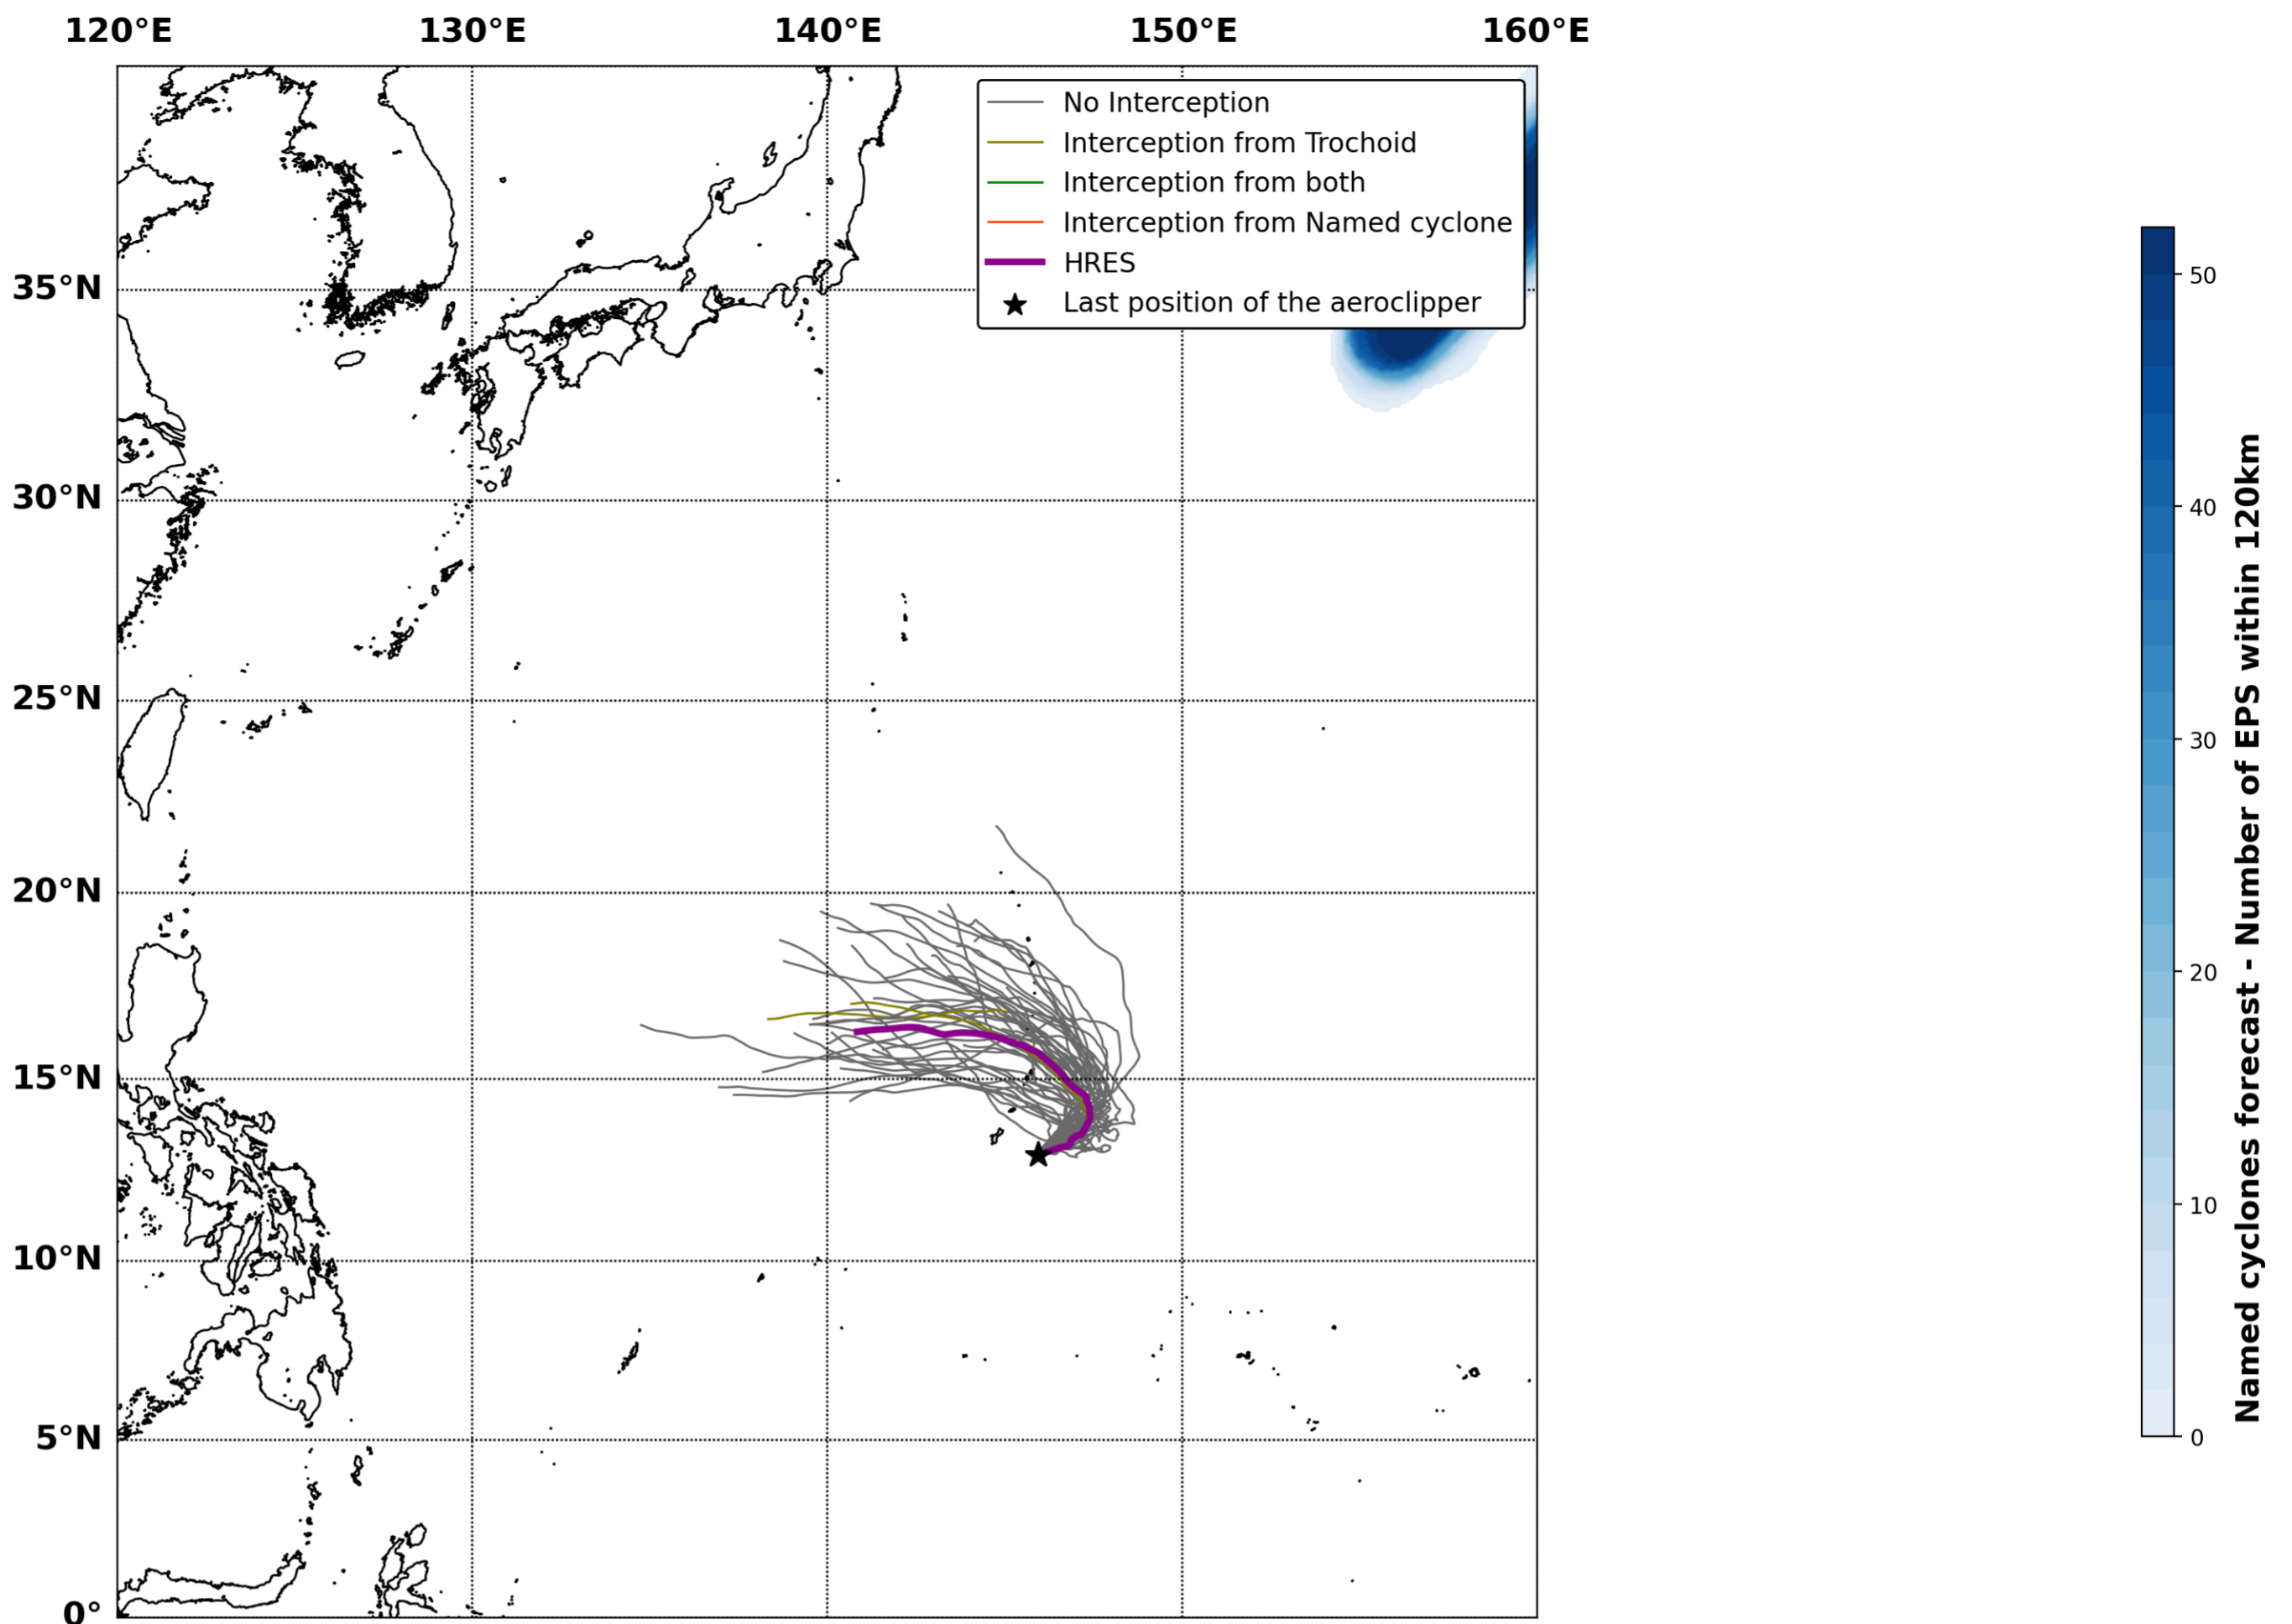 120°E 130°E 140°E 150°E 160°E
No Interception
Interception from Trochoid
Interception from both
Interception from Named cyclone
HRES
Last position of the aeroclipper
35°N
30°N
25°N
20°N
15°N
10°N
5°N
0°
50
40
30
20
10
0
Named cyclones forecast - Number of EPS within 120km